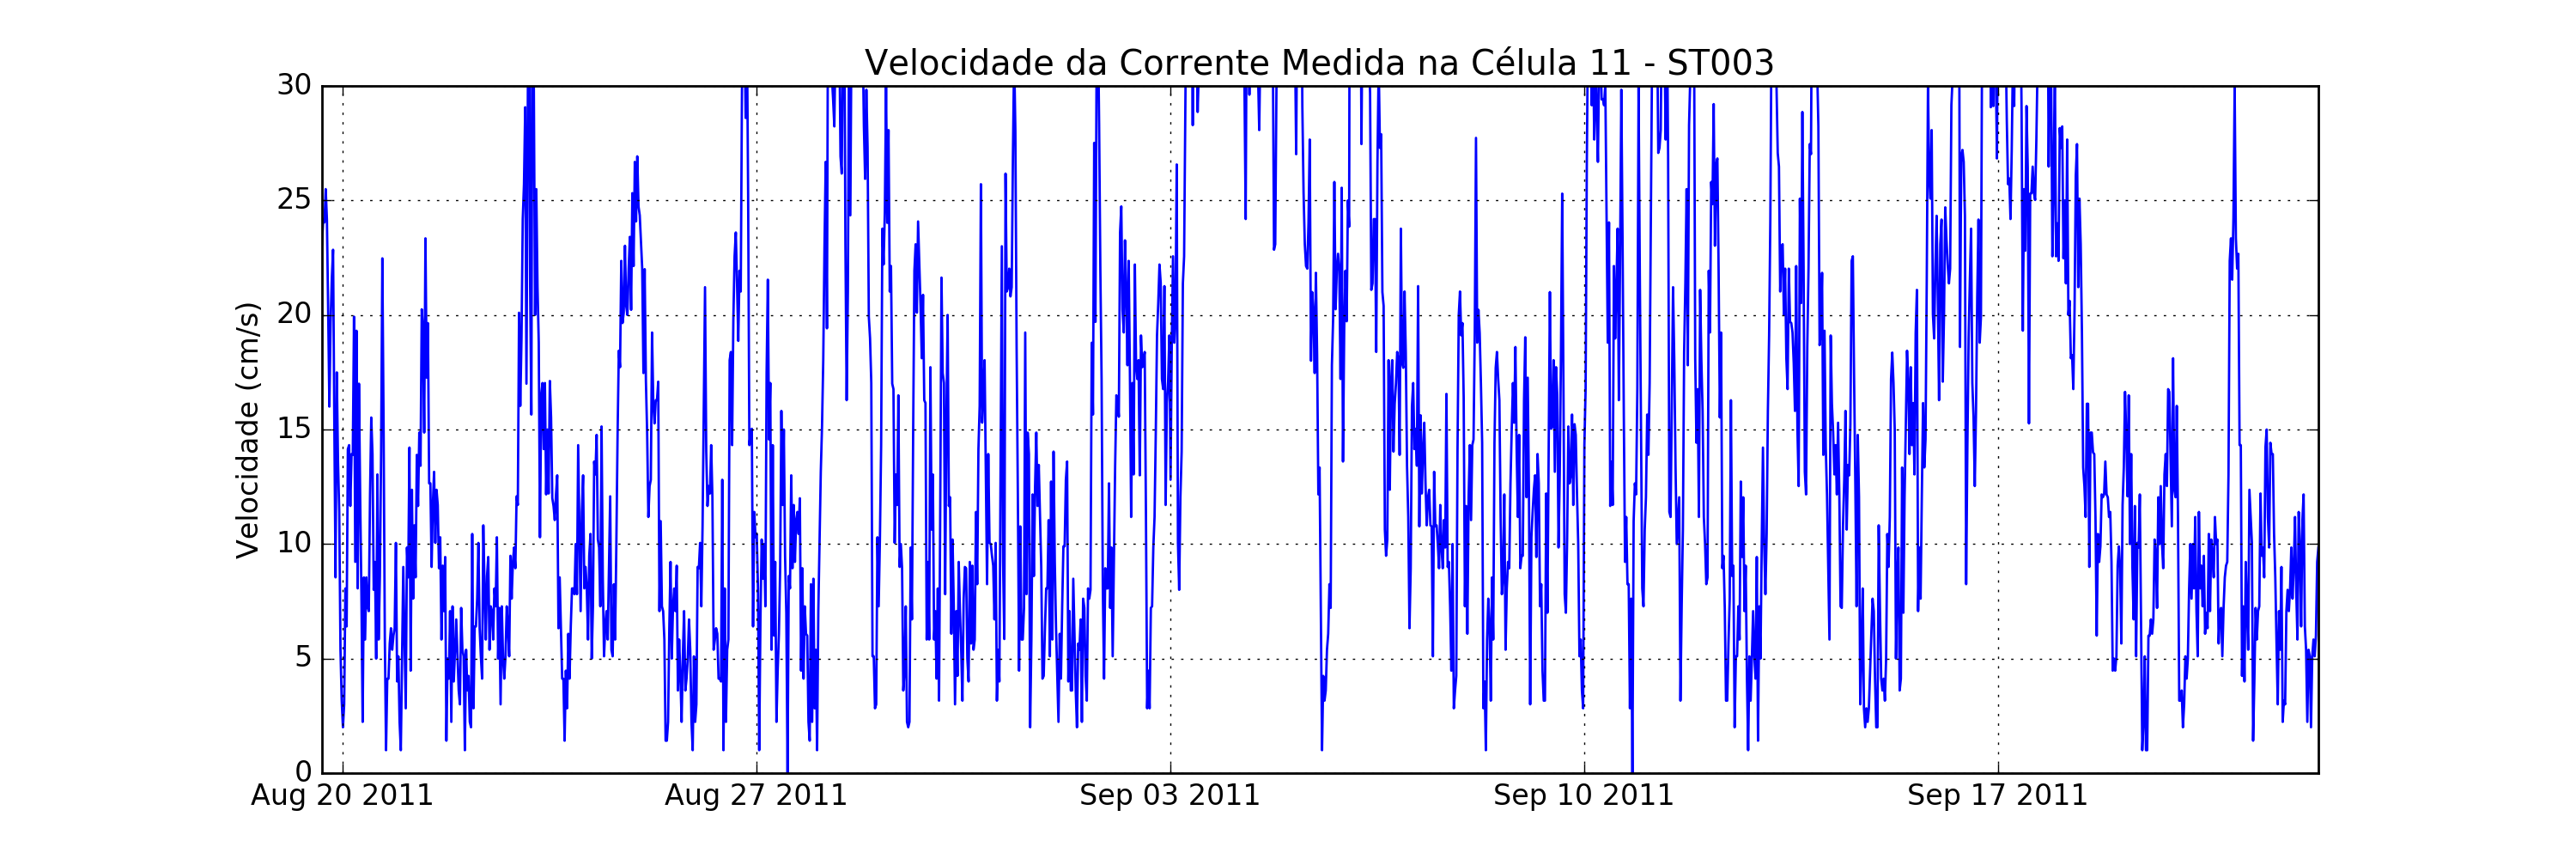 Velocidade da Corrente Medida na Célula 11 - ST003
Velocidade (cm/s)
30
25
20
15
10
5
0
Aug 20 2011
Aug 27 2011
Sep 03 2011
Sep 10 2011
Sep 17 2011